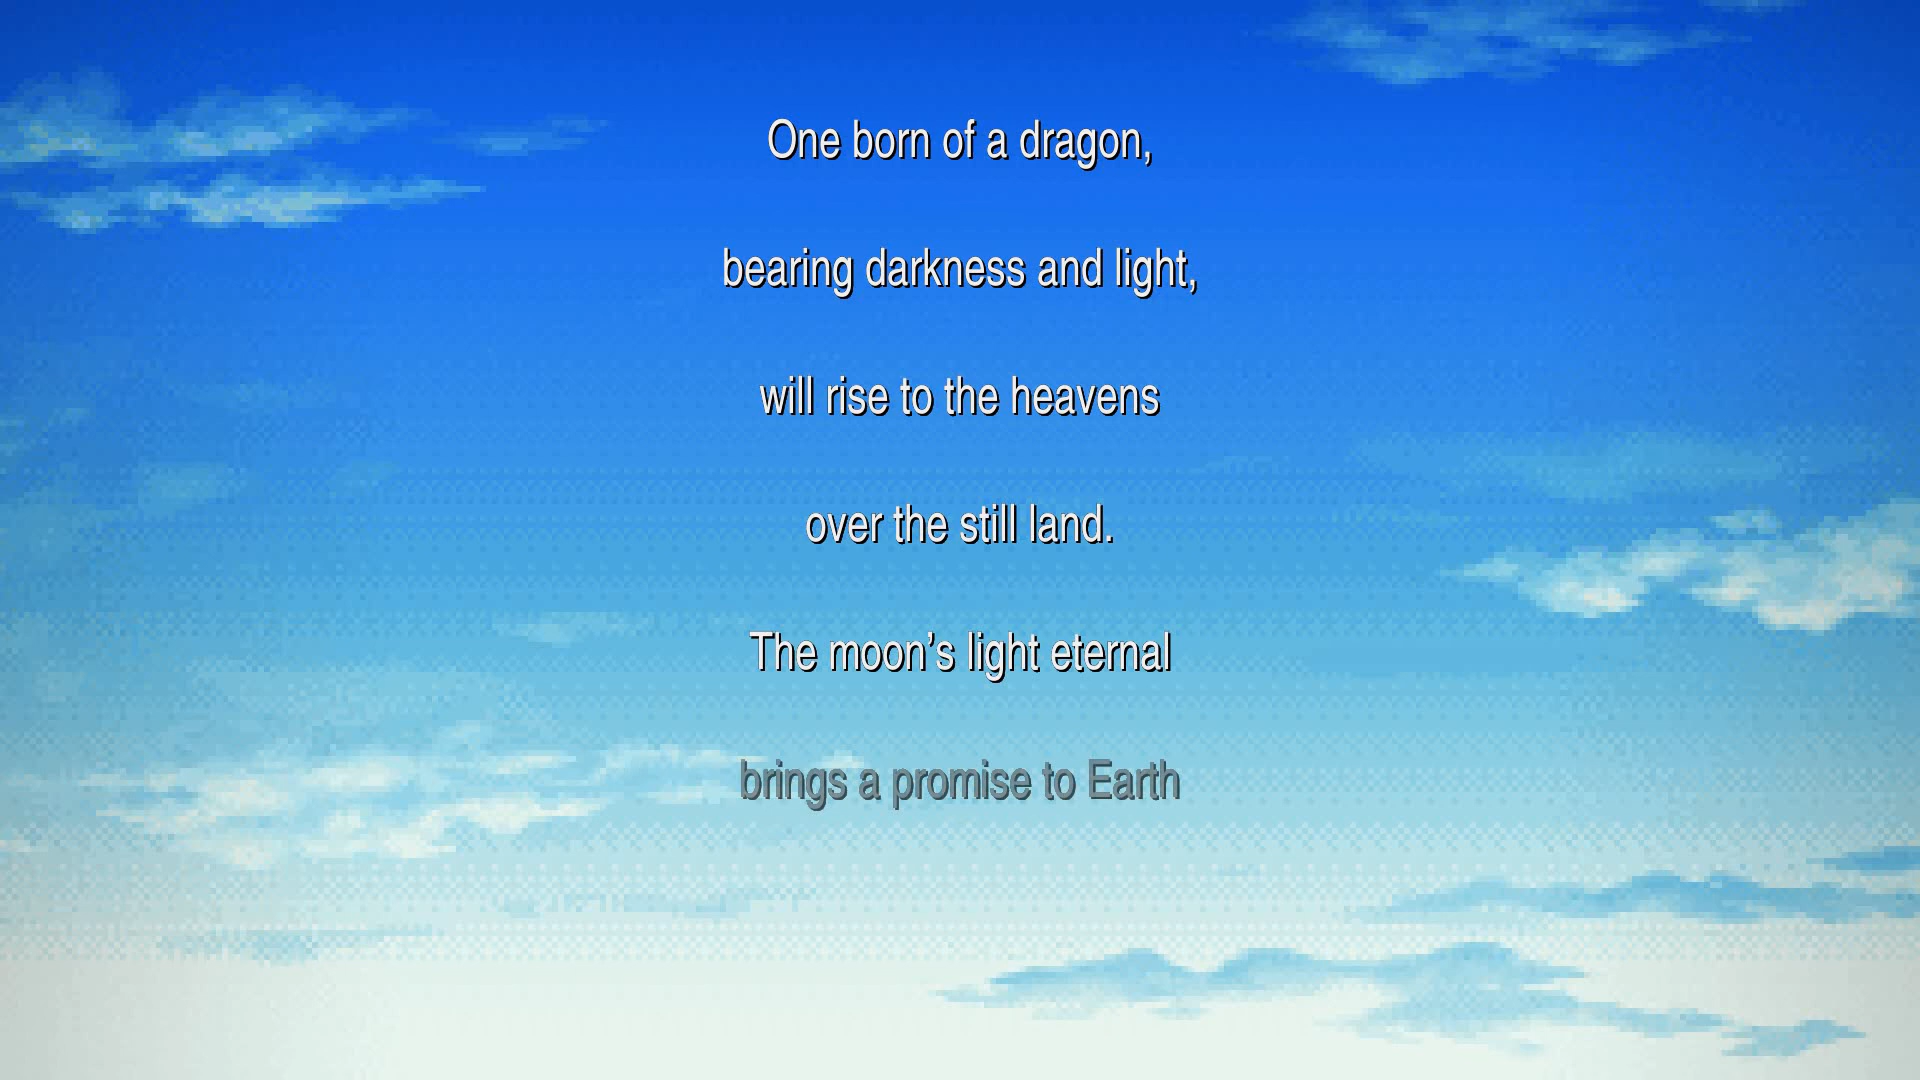 One born of a dragon,
bearing darkness and light,
will rise to the heavens
over the still land.
The moon’s light eternal
brings a promise to Earth